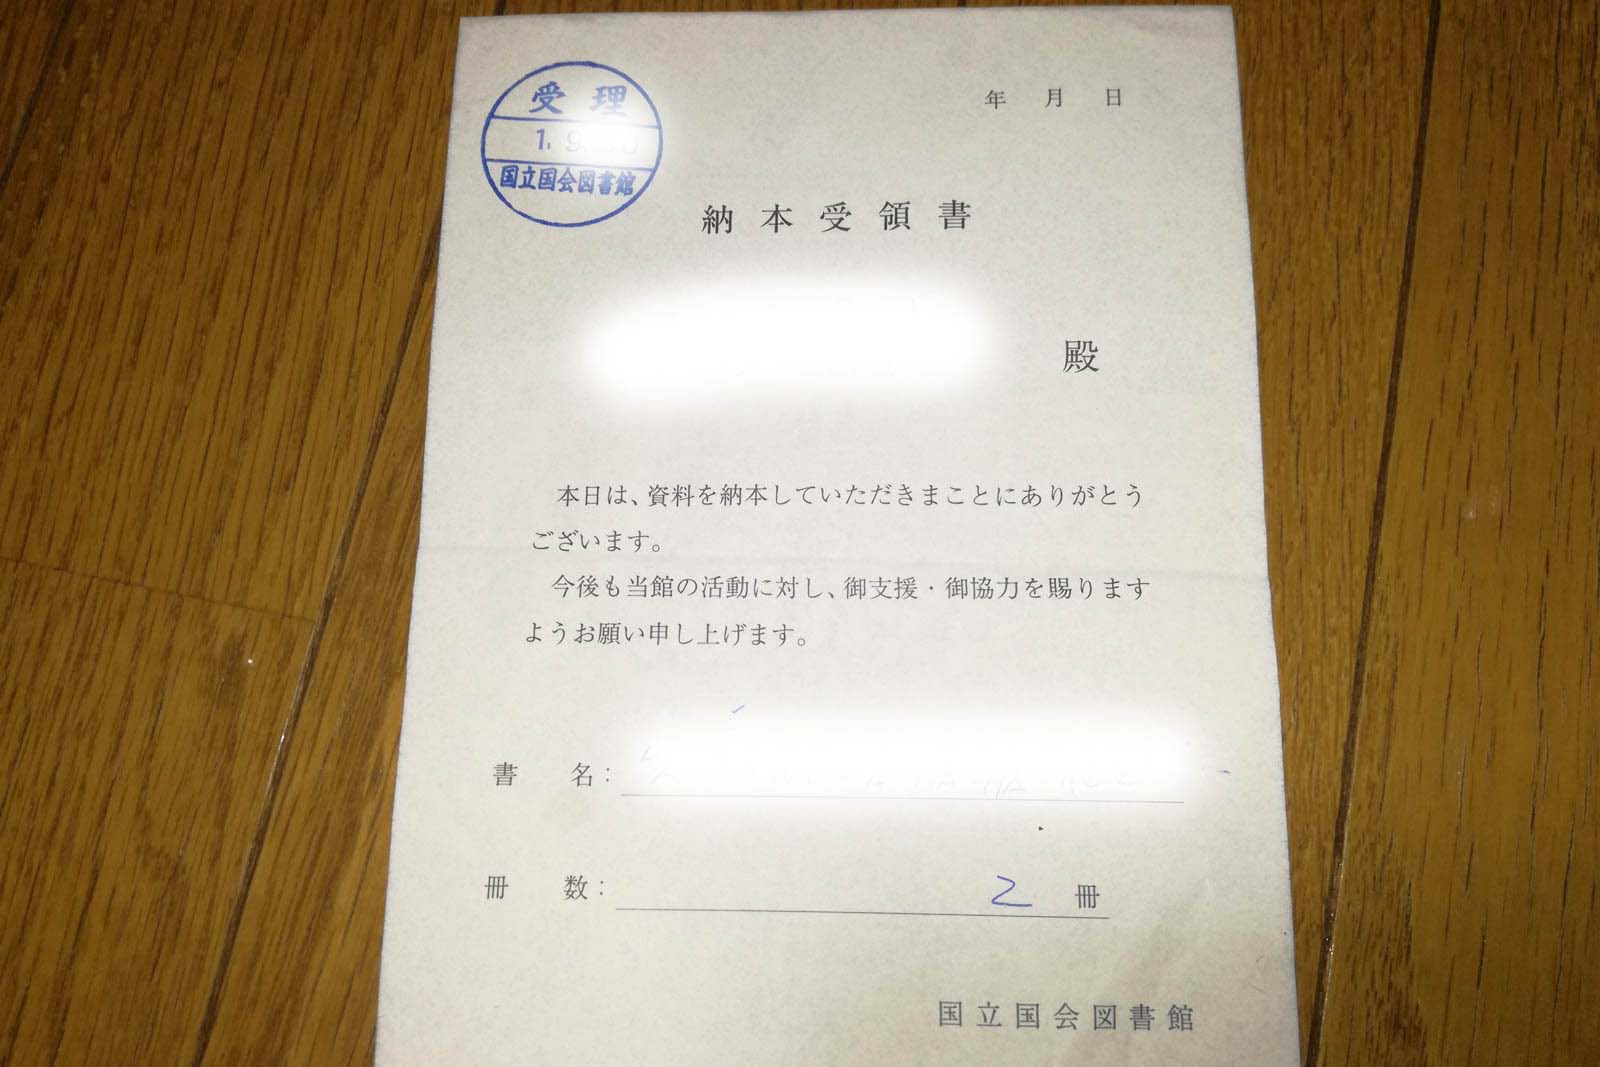 受理
1. 9.
国立国会図書館
年 月 日
納本受領書
殿
本日は、資料を納本していただきまことにありがとう
ございます。
今後も当館の活動に対し、御支援・御協力を賜ります
ようお願い申し上げます。
書 名:
冊 数: 2 冊
国立国会図書館